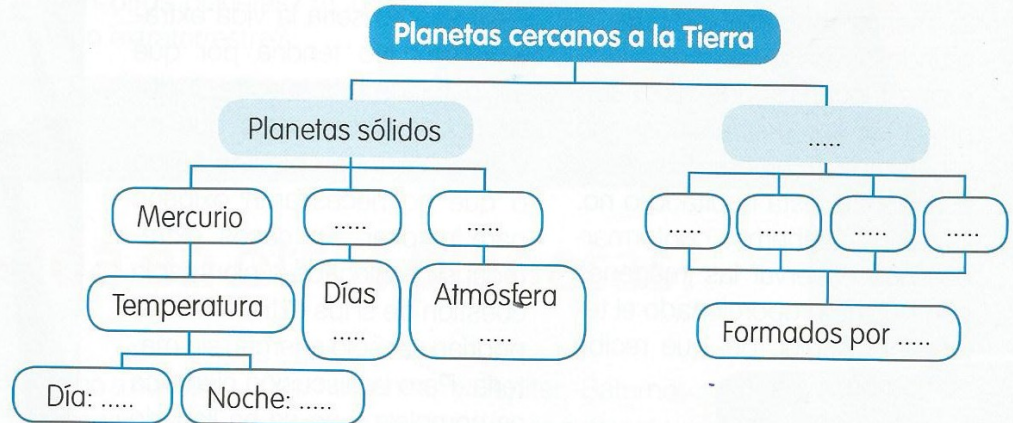 Planetas cercanos a la Tierra
Planetas sólidos
.....
Mercurio
.....
.....
.....
.....
.....
.....
Temperatura
Días
.....
Atmósfera
.....
Formados por .....
Día: .....
Noche: .....